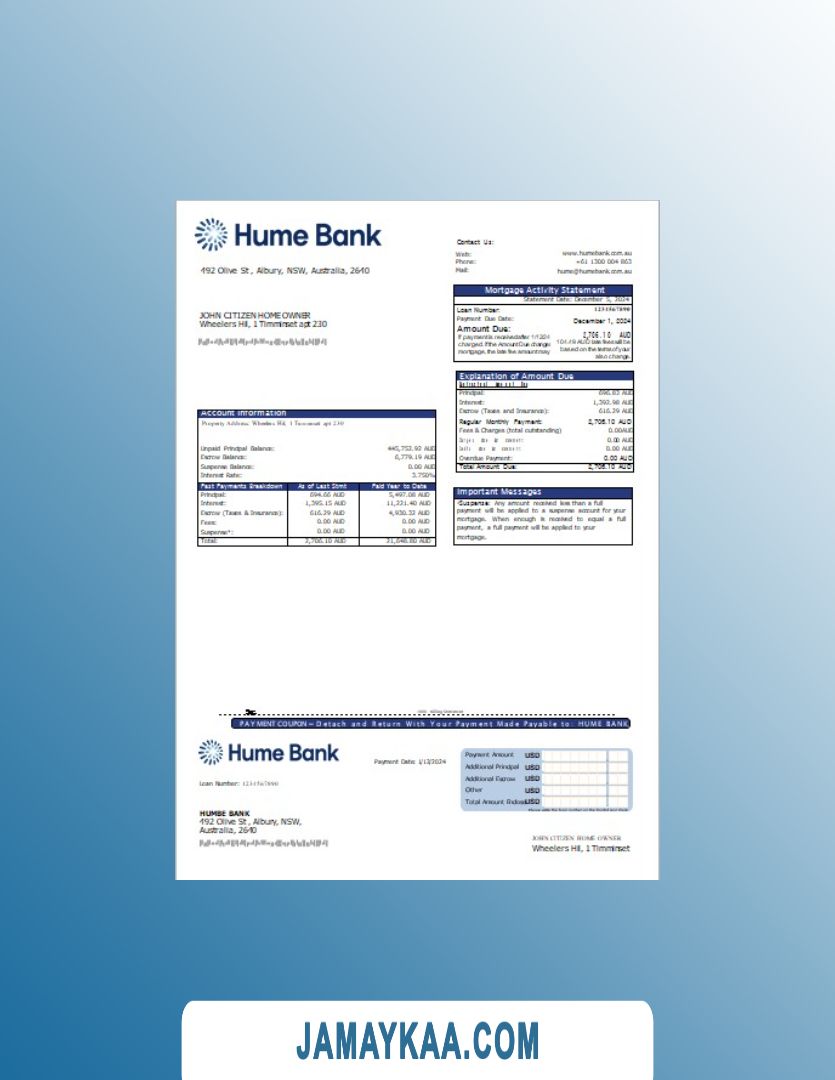 Hume Bank
492 Olive St , Albury, NSW, Australia, 2640
Contact Us:
Web: www.humebank.com.au
Phone: +61 1300 004 863
Mail: hume@humebank.com.au
Mortgage Activity Statement
Statement Date: December 5, 2024
Loan Number: 1234567890
Payment Due Date: December 1, 2024
Amount Due: 2,706.10 AUD
If payment is received after 1/12/24 104.49 AUD late fees will be
charged. If the Amount Due changes based on the terms of your
mortgage, the late fee amount may also change.
JOHN CITIZEN HOME OWNER
Wheelers Hil, 1 Timminset apt 230
Explanation of Amount Due
Principal: 696.83 AUD
Interest: 1,392.98 AUD
Escrow (Taxes and Insurance): 616.29 AUD
Regular Monthly Payment: 2,706.10 AUD
Fees & Charges (total outstanding) 0.00AUD
0.00 AUD
0.00 AUD
Overdue Payment: 0.00 AUD
Total Amount Due: 2,706.10 AUD
Account Information
Property Address: Wheelers Hil, 1 Timminset apt 230
Unpaid Principal Balance: 445,753.92 AUD
Escrow Balance: 6,779.19 AUD
Suspense Balance: 0.00 AUD
Interest Rate: 3.750%
Past Payments Breakdown As of Last Stmt Paid Year to Date
Principal: 694.66 AUD 5,497.08 AUD
Interest: 1,395.15 AUD 11,221.40 AUD
Escrow (Taxes & Insurance): 616.29 AUD 4,930.32 AUD
Fees: 0.00 AUD 0.00 AUD
Suspense*: 0.00 AUD 0.00 AUD
Total: 2,706.10 AUD 21,648.80 AUD
Important Messages
*Suspense: Any amount received less than a full
payment will be applied to a suspense account for your
mortgage. When enough is received to equal a full
payment, a full payment will be applied to your
mortgage.
PAYMENT COUPON – Detach and Return With Your Payment Made Payable to: HUME BANK
Hume Bank
Payment Date: 1/12/2024
Loan Number: 1234567890
Payment Amount USD
Additional Principal USD
Additional Escrow USD
Other USD
Total Amount Enclosed USD
HUMBE BANK
492 Olive St , Albury, NSW,
Australia, 2640
JOHN CITIZEN HOME OWNER
Wheelers Hil, 1 Timminset
JAMAYKAA.COM